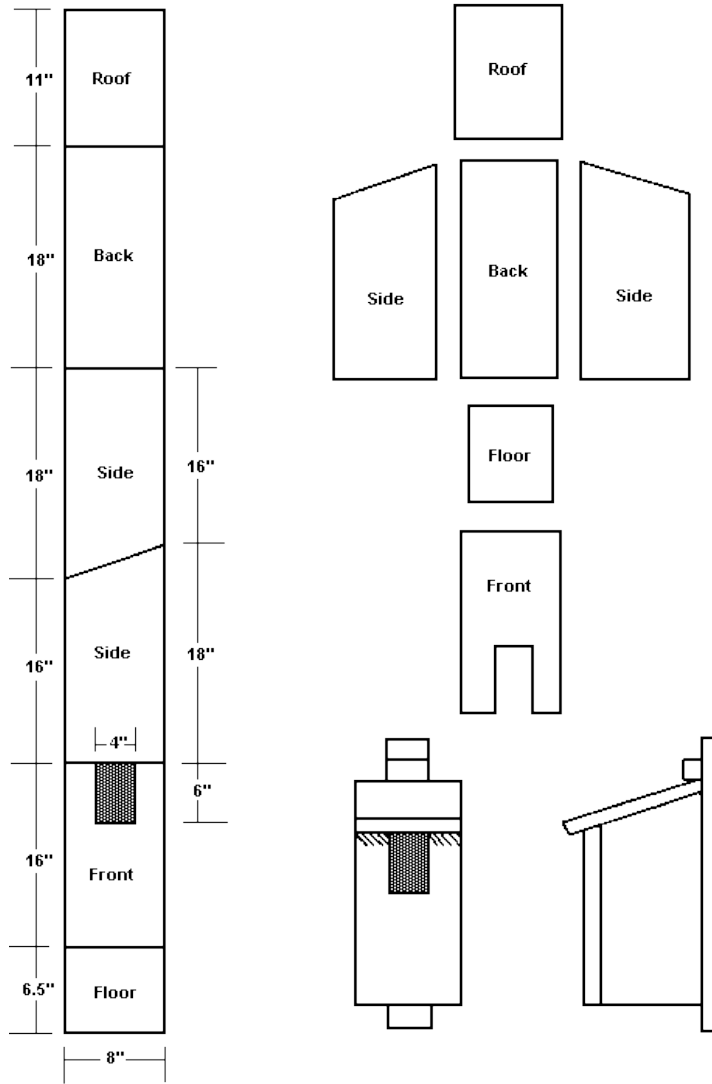 11"
Roof
18"
Back
18"
Side
16"
16"
Side
18"
4"
6"
16"
Front
6.5"
Floor
8"
Roof
Side
Back
Side
Floor
Front